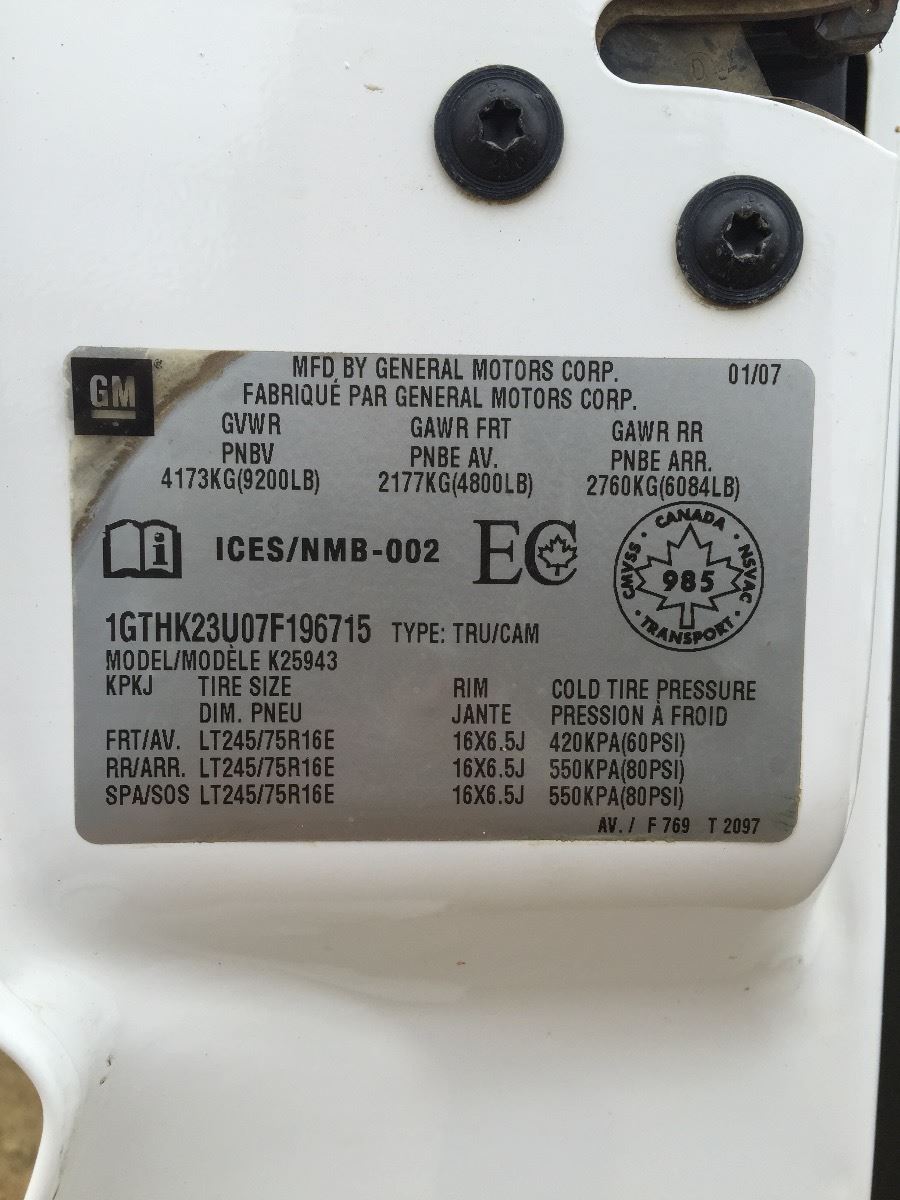 GM
MFD BY GENERAL MOTORS CORP. 01/07
FABRIQUÉ PAR GENERAL MOTORS CORP.
GVWR GAWR FRT GAWR RR
PNBV PNBE AV. PNBE ARR.
4173KG(9200LB) 2177KG(4800LB) 2760KG(6084LB)
i ICES/NMB-002 EC
CANADA
CMVSS • NSVAC
985
TRANSPORT
1GTHK23U07F196715 TYPE: TRU/CAM
MODEL/MODÈLE K25943
KPKJ TIRE SIZE RIM COLD TIRE PRESSURE
DIM. PNEU JANTE PRESSION À FROID
FRT/AV. LT245/75R16E 16X6.5J 420KPA(60PSI)
RR/ARR. LT245/75R16E 16X6.5J 550KPA(80PSI)
SPA/SOS LT245/75R16E 16X6.5J 550KPA(80PSI)
AV. / F 769 T 2097